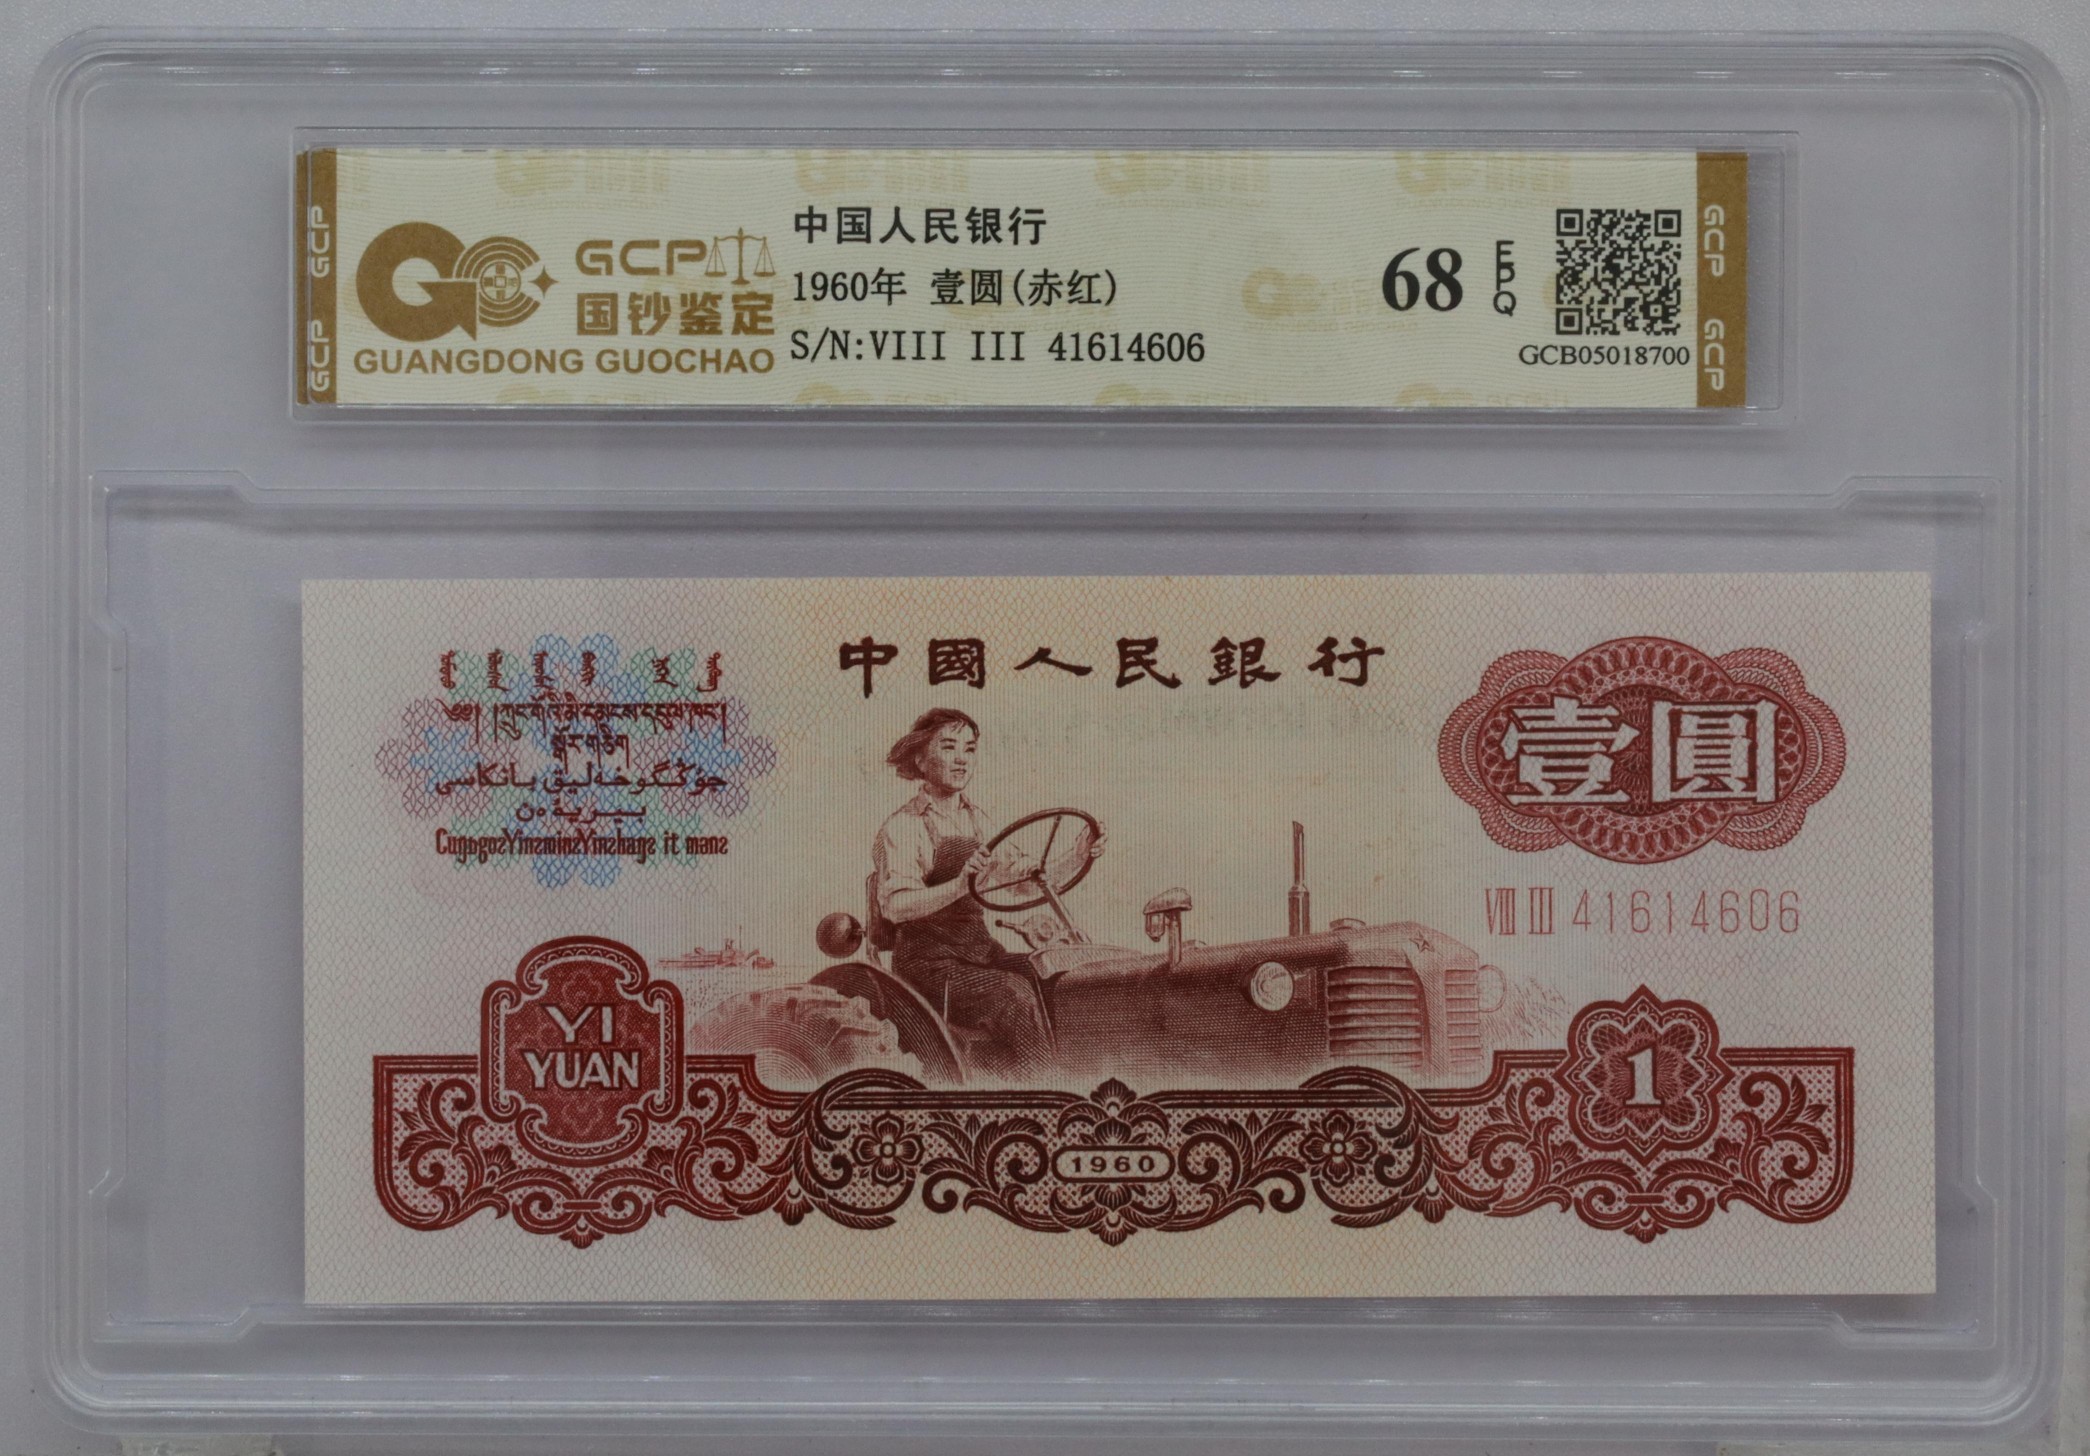 GCP
GCP
GCP
国钞鉴定
GUANGDONG GUOCHAO
中国人民银行
1960年 壹圆(赤红)
S/N:VIII III 41614606
68 EPQ
GCB05018700
GCP
GCP
中國人民銀行
壹圓
VIII III 41614606
YI
YUAN
1
1960